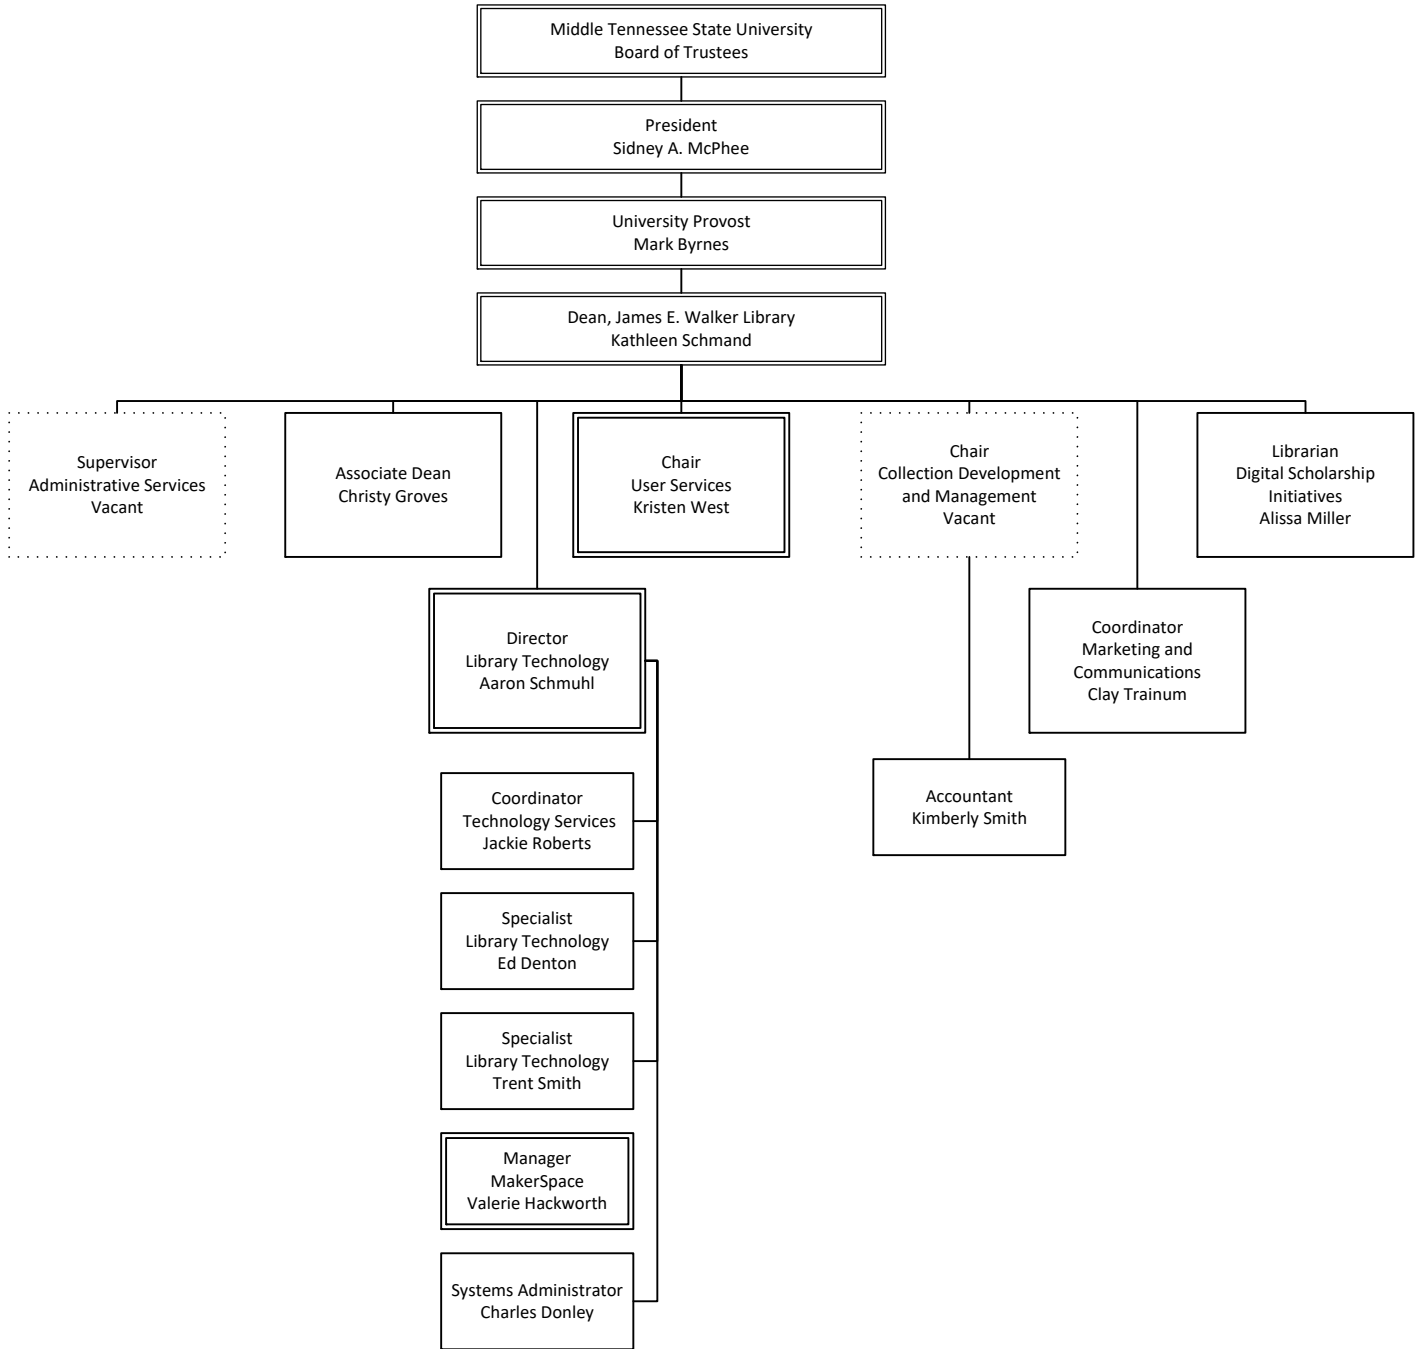 Middle Tennessee State University
Board of Trustees
President
Sidney A. McPhee
University Provost
Mark Byrnes
Dean, James E. Walker Library
Kathleen Schmand
Supervisor
Administrative Services
Vacant
Associate Dean
Christy Groves
Chair
User Services
Kristen West
Chair
Collection Development
and Management
Vacant
Librarian
Digital Scholarship
Initiatives
Alissa Miller
Director
Library Technology
Aaron Schmuhl
Coordinator
Marketing and
Communications
Clay Trainum
Coordinator
Technology Services
Jackie Roberts
Accountant
Kimberly Smith
Specialist
Library Technology
Ed Denton
Specialist
Library Technology
Trent Smith
Manager
MakerSpace
Valerie Hackworth
Systems Administrator
Charles Donley